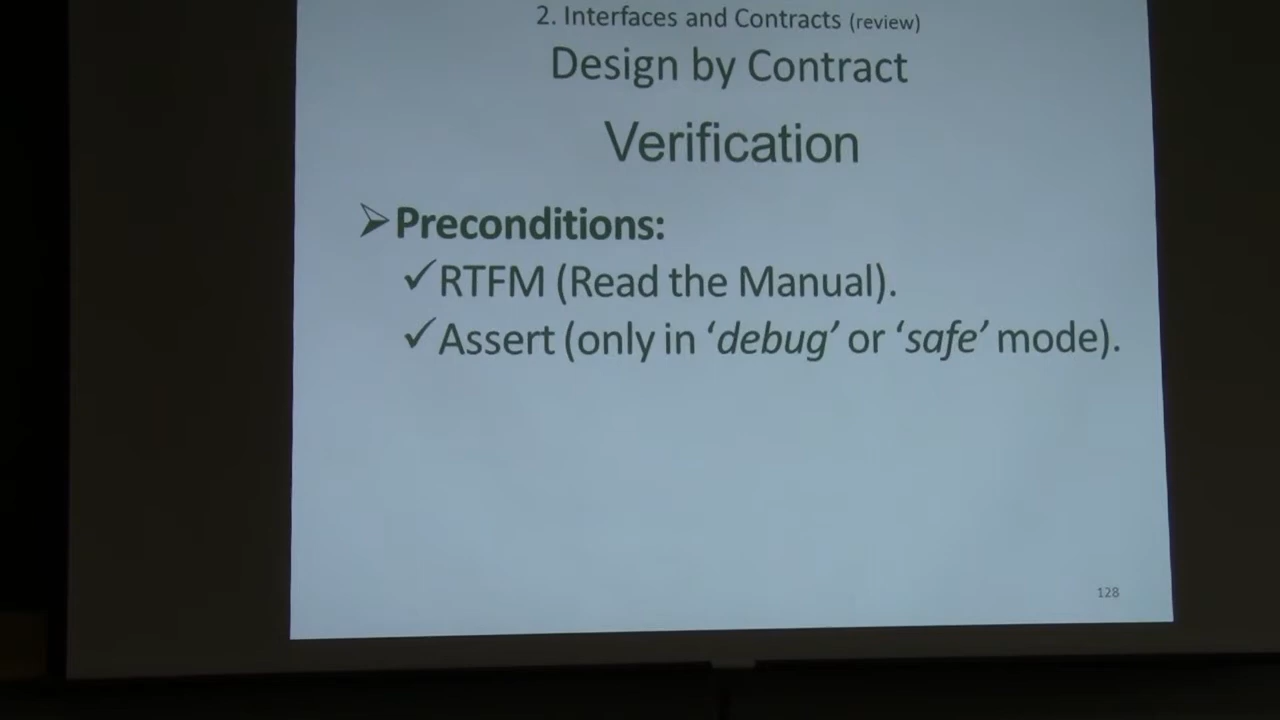 2. Interfaces and Contracts (review)
Design by Contract
Verification
➢Preconditions:
✓RTFM (Read the Manual).
✓Assert (only in ‘debug’ or ‘safe’ mode).
128